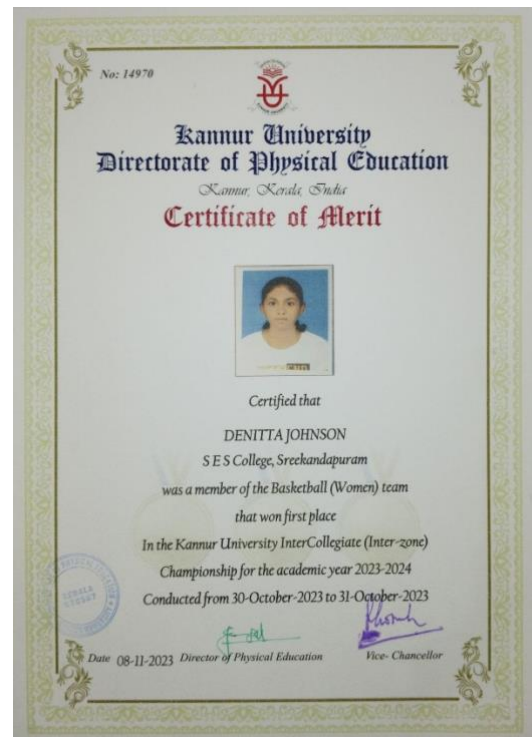 No: 14970
Kannur University
Directorate of Physical Education
Kannur, Kerala, India
Certificate of Merit
Certified that
DENITTA JOHNSON
S E S College, Sreekandapuram
was a member of the Basketball (Women) team
that won first place
In the Kannur University InterCollegiate (Inter-zone)
Championship for the academic year 2023-2024
Conducted from 30-October-2023 to 31-October-2023
Date 08-11-2023 Director of Physical Education Vice- Chancellor